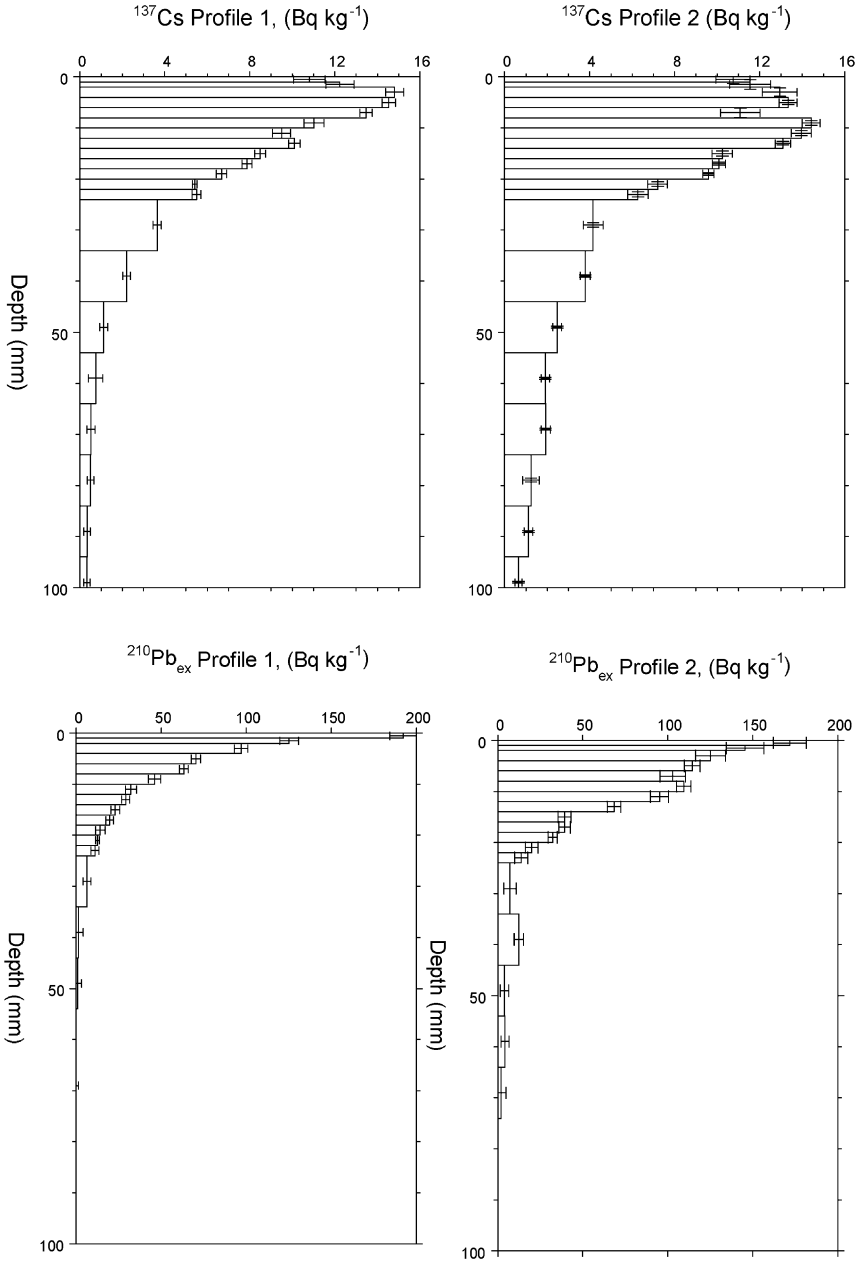 ¹³⁷Cs Profile 1, (Bq kg⁻¹)
0 4 8 12 16
0
50
100
Depth (mm)
¹³⁷Cs Profile 2 (Bq kg⁻¹)
0 4 8 12 16
0
50
100
²¹⁰Pbₑₓ Profile 1, (Bq kg⁻¹)
0 50 100 150 200
0
50
100
Depth (mm)
²¹⁰Pbₑₓ Profile 2, (Bq kg⁻¹)
0 50 100 150 200
0
50
100
Depth (mm)